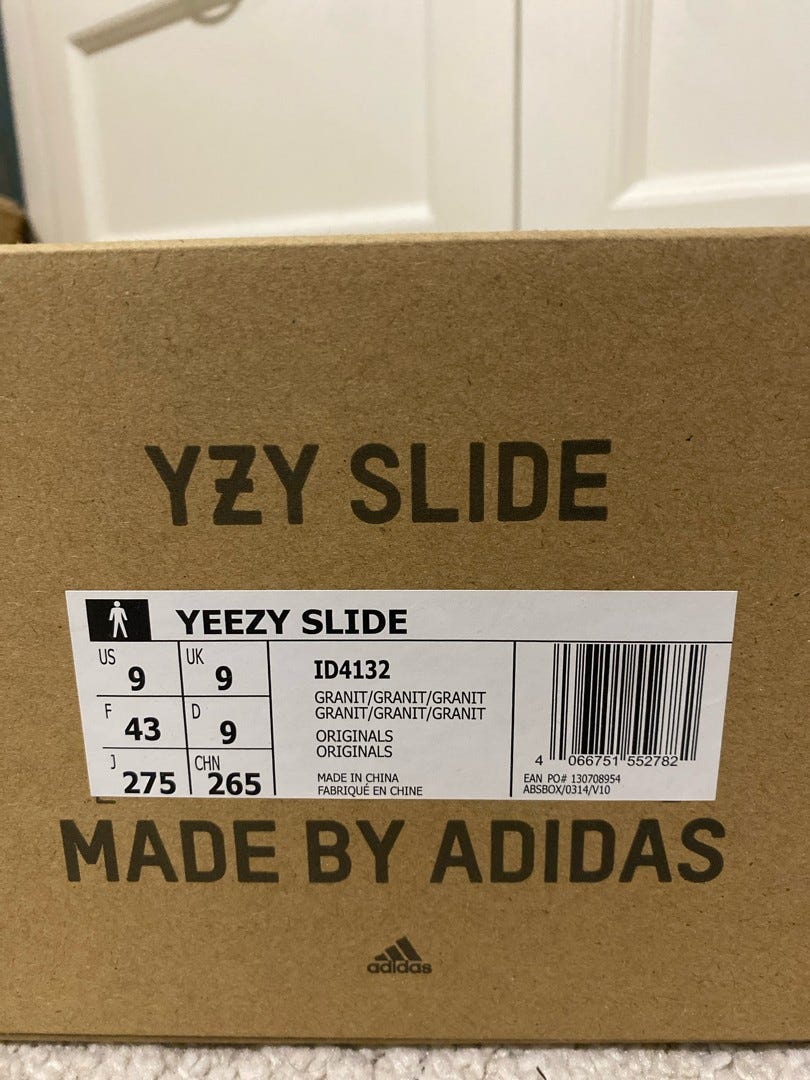 YZY SLIDE
YEEZY SLIDE
US 9 UK 9
F 43 D 9
J 275 CHN 265
ID4132
GRANIT/GRANIT/GRANIT
GRANIT/GRANIT/GRANIT
ORIGINALS
ORIGINALS
MADE IN CHINA
FABRIQUÉ EN CHINE
4 066751 552782
EAN PO# 130708954
ABSBOX/0314/V10
MADE BY ADIDAS
adidas